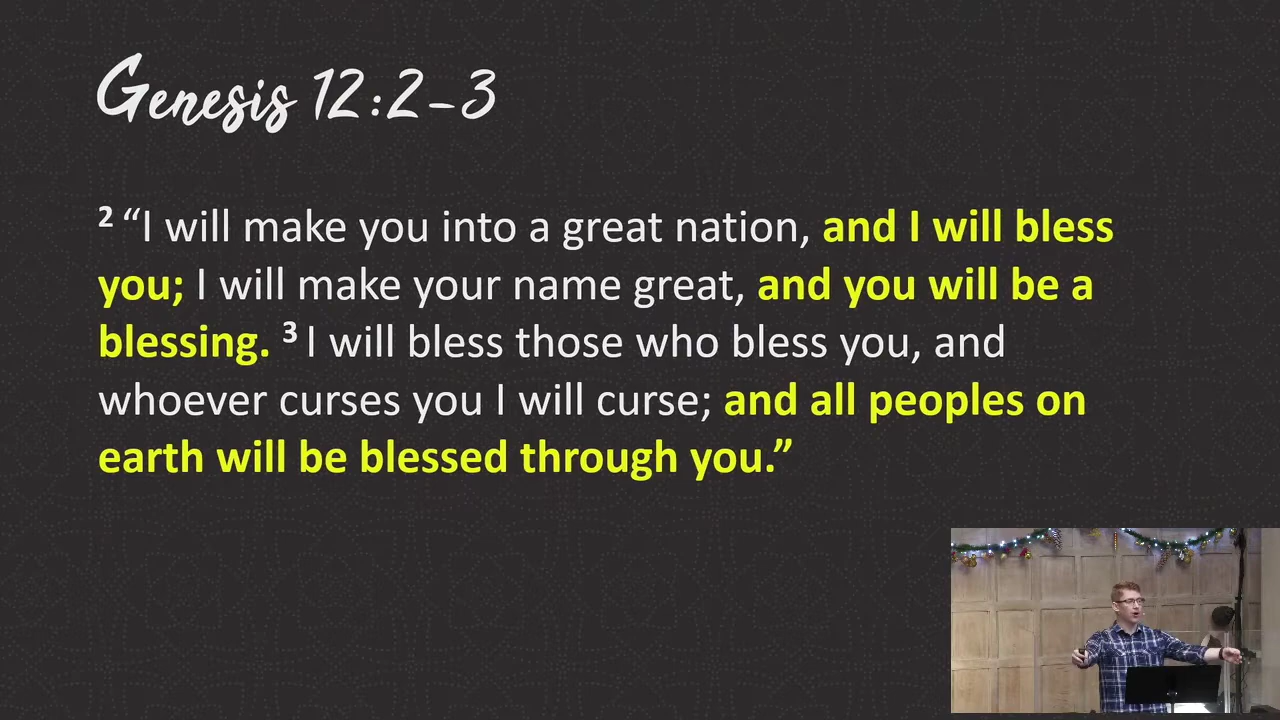 Genesis 12:2-3
2 “I will make you into a great nation, and I will bless
you; I will make your name great, and you will be a
blessing. 3 I will bless those who bless you, and
whoever curses you I will curse; and all peoples on
earth will be blessed through you.”